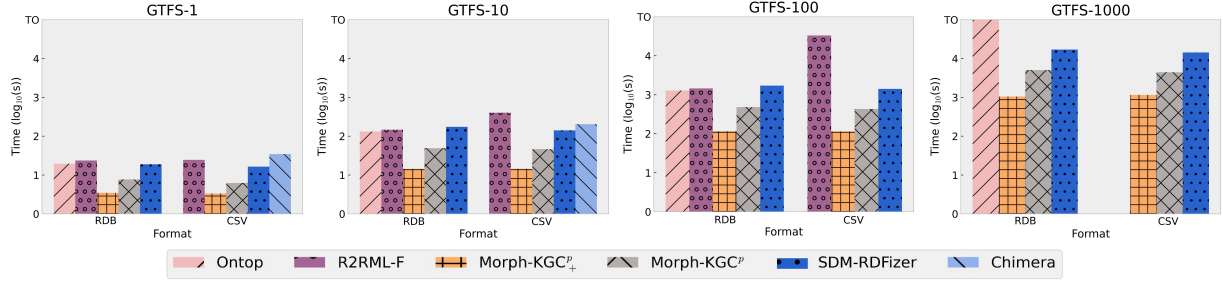 GTFS-1
TO
4
3
2
1
0
Time (log₁₀(s))
RDB
CSV
Format
GTFS-10
TO
4
3
2
1
0
Time (log₁₀(s))
RDB
CSV
Format
GTFS-100
TO
4
3
2
1
0
Time (log₁₀(s))
RDB
CSV
Format
GTFS-1000
TO
4
3
2
1
0
Time (log₁₀(s))
RDB
CSV
Format
Ontop R2RML-F Morph-KGC₊ᵖ Morph-KGCᵖ SDM-RDFizer Chimera